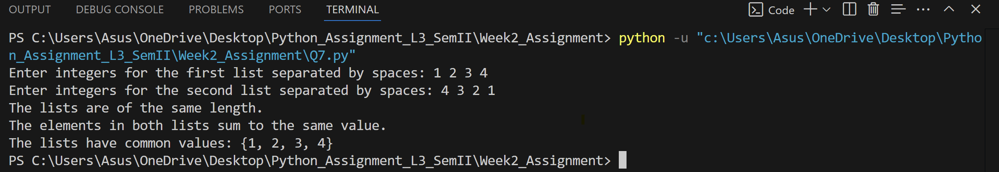 OUTPUT DEBUG CONSOLE PROBLEMS PORTS TERMINAL Code
PS C:\Users\Asus\OneDrive\Desktop\Python_Assignment_L3_SemII\Week2_Assignment> python -u "c:\Users\Asus\OneDrive\Desktop\Pytho
n_Assignment_L3_SemII\Week2_Assignment\Q7.py"
Enter integers for the first list separated by spaces: 1 2 3 4
Enter integers for the second list separated by spaces: 4 3 2 1
The lists are of the same length.
The elements in both lists sum to the same value.
The lists have common values: {1, 2, 3, 4}
PS C:\Users\Asus\OneDrive\Desktop\Python_Assignment_L3_SemII\Week2_Assignment>